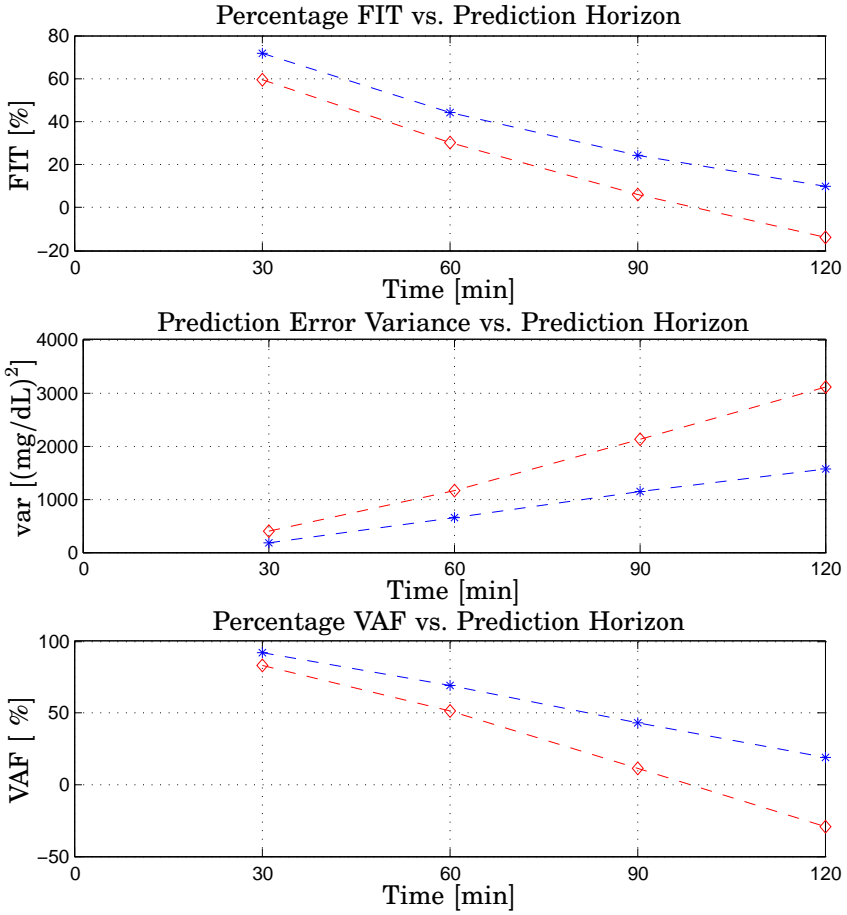 Percentage FIT vs. Prediction Horizon
80
60
40
20
0
−20
FIT [%]
0 30 60 90 120
Time [min]
Prediction Error Variance vs. Prediction Horizon
4000
3000
2000
1000
0
var [(mg/dL)²]
0 30 60 90 120
Time [min]
Percentage VAF vs. Prediction Horizon
100
50
0
−50
VAF [ %]
0 30 60 90 120
Time [min]